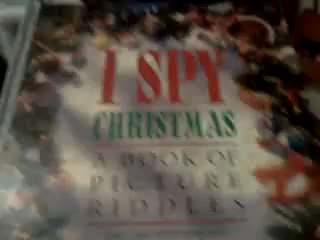 I SPY
CHRISTMAS
A BOOK OF
PICTURE
RIDDLES